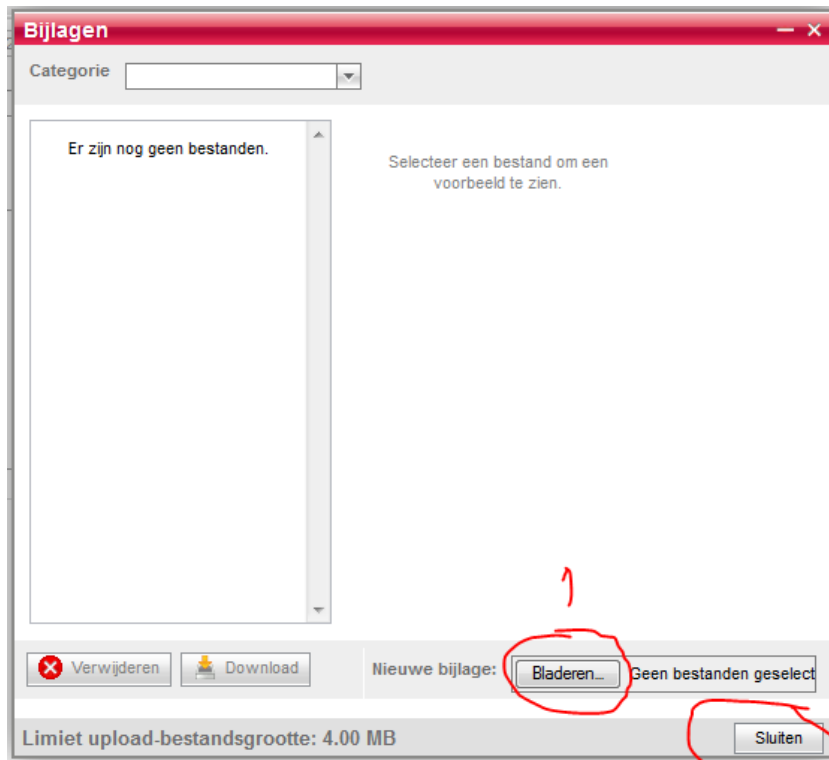 Bijlagen
Categorie
Er zijn nog geen bestanden.
Selecteer een bestand om een
voorbeeld te zien.
1
Verwijderen Download Nieuwe bijlage: Bladeren... Geen bestanden geselect
Limiet upload-bestandsgrootte: 4.00 MB Sluiten